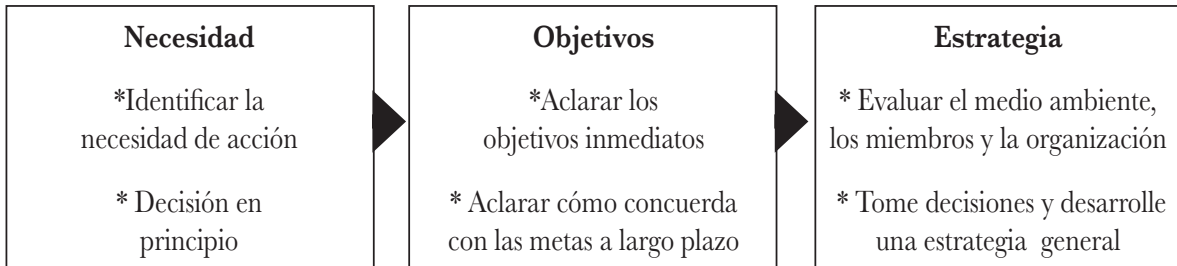 Necesidad
*Identificar la
necesidad de acción
* Decisión en
principio
Objetivos
*Aclarar los
objetivos inmediatos
* Aclarar cómo concuerda
con las metas a largo plazo
Estrategia
* Evaluar el medio ambiente,
los miembros y la organización
* Tome decisiones y desarrolle
una estrategia general